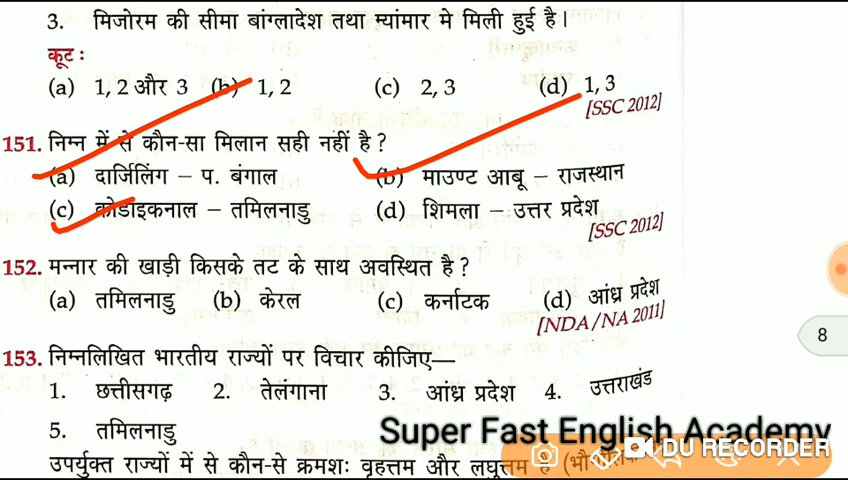 3. मिजोरम की सीमा बांग्लादेश तथा म्यांमार मे मिली हुई है।
कूट :
(a) 1, 2 और 3 (b) 1, 2 (c) 2, 3 (d) 1, 3
[SSC 2012]
151. निम्न में से कौन-सा मिलान सही नहीं है ?
(a) दार्जिलिंग – प. बंगाल (b) माउण्ट आबू – राजस्थान
(c) कोडाइकनाल – तमिलनाडु (d) शिमला – उत्तर प्रदेश
[SSC 2012]
152. मन्नार की खाड़ी किसके तट के साथ अवस्थित है ?
(a) तमिलनाडु (b) केरल (c) कर्नाटक (d) आंध्र प्रदेश
[NDA/NA 2011]
8
153. निम्नलिखित भारतीय राज्यों पर विचार कीजिए—
1. छत्तीसगढ़ 2. तेलंगाना 3. आंध्र प्रदेश 4. उत्तराखंड
5. तमिलनाडु
Super Fast English Academy
DU RECORDER
उपर्युक्त राज्यों में से कौन-से क्रमशः वृहत्तम और लघुत्तम है